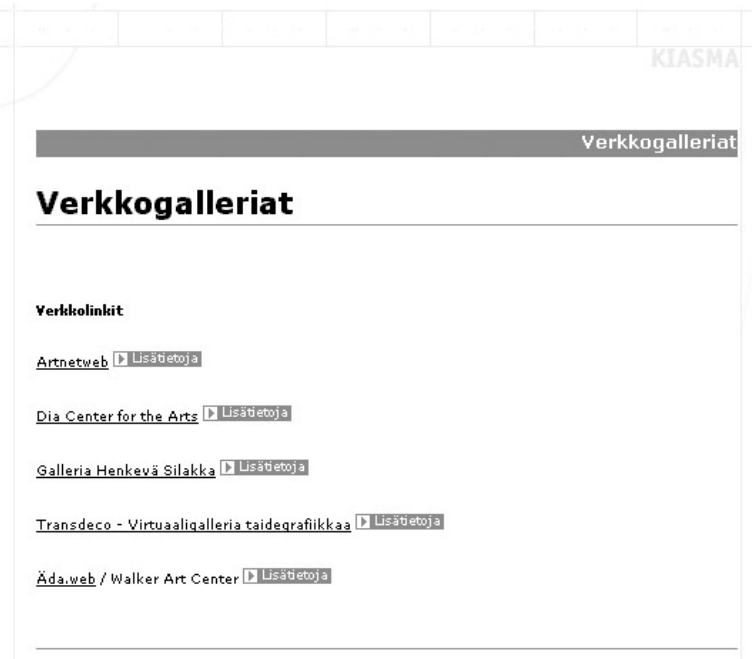 KIASMA
Verkkogalleriat
Verkkogalleriat
Verkkolinkit
Artnetweb Lisätietoja
Dia Center for the Arts Lisätietoja
Galleria Henkevä Silakka Lisätietoja
Transdeco - Virtuaaligalleria taidegrafiikkaa Lisätietoja
Äda.web / Walker Art Center Lisätietoja